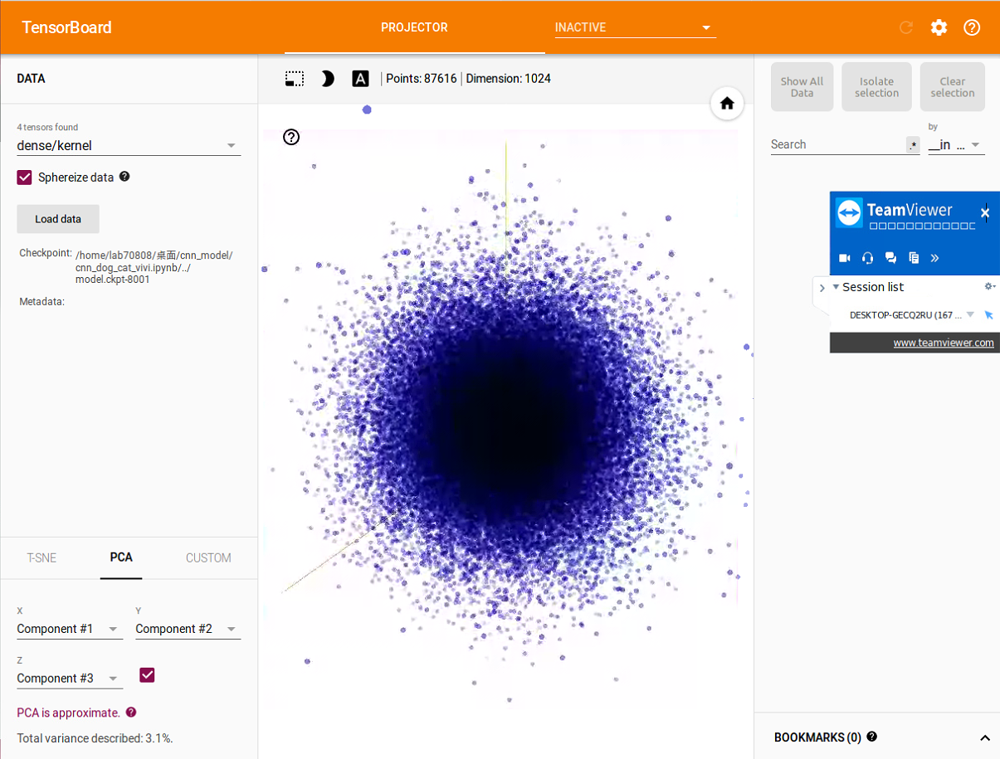 TensorBoard
PROJECTOR
INACTIVE
DATA
A
Points: 87616 | Dimension: 1024
4 tensors found
dense/kernel
Sphereize data
Load data
Checkpoint: /home/lab70808/桌面/cnn_model/
cnn_dog_cat_vivi.ipynb/../
model.ckpt-8001
Metadata:
T-SNE
PCA
CUSTOM
X
Component #1
Y
Component #2
Z
Component #3
PCA is approximate.
Total variance described: 3.1%.
Show All
Data
Isolate
selection
Clear
selection
Search
.*
by
__in ...
TeamViewer
Session list
DESKTOP-GECQ2RU (167 ...
www.teamviewer.com
BOOKMARKS (0)